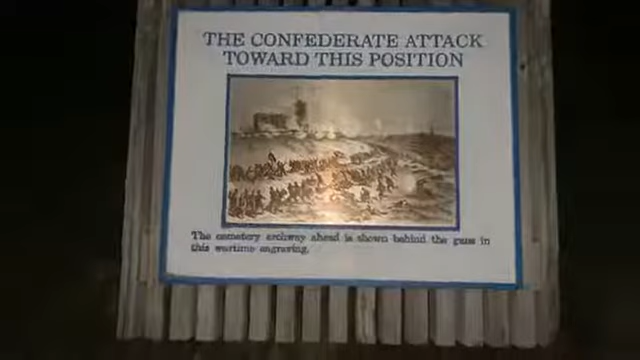 THE CONFEDERATE ATTACK
TOWARD THIS POSITION
The cemetery archway ahead is shown behind the guns in
this wartime engraving.